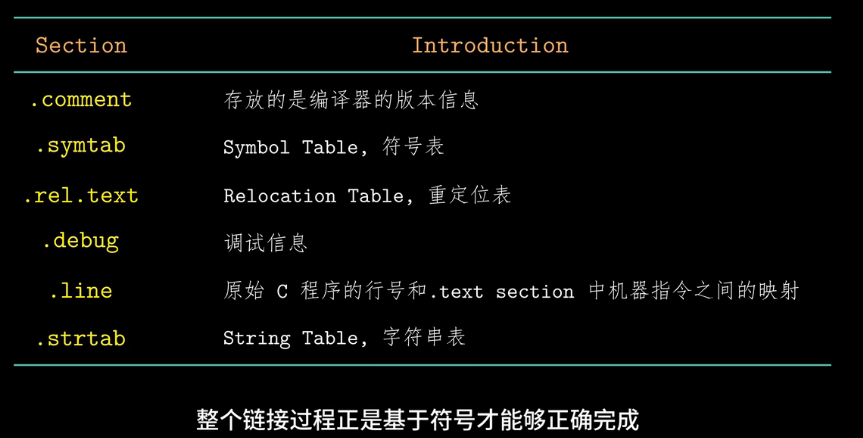 Section Introduction
.comment 存放的是编译器的版本信息
.symtab Symbol Table, 符号表
.rel.text Relocation Table, 重定位表
.debug 调试信息
.line 原始 C 程序的行号和.text section 中机器指令之间的映射
.strtab String Table, 字符串表
整个链接过程正是基于符号才能够正确完成